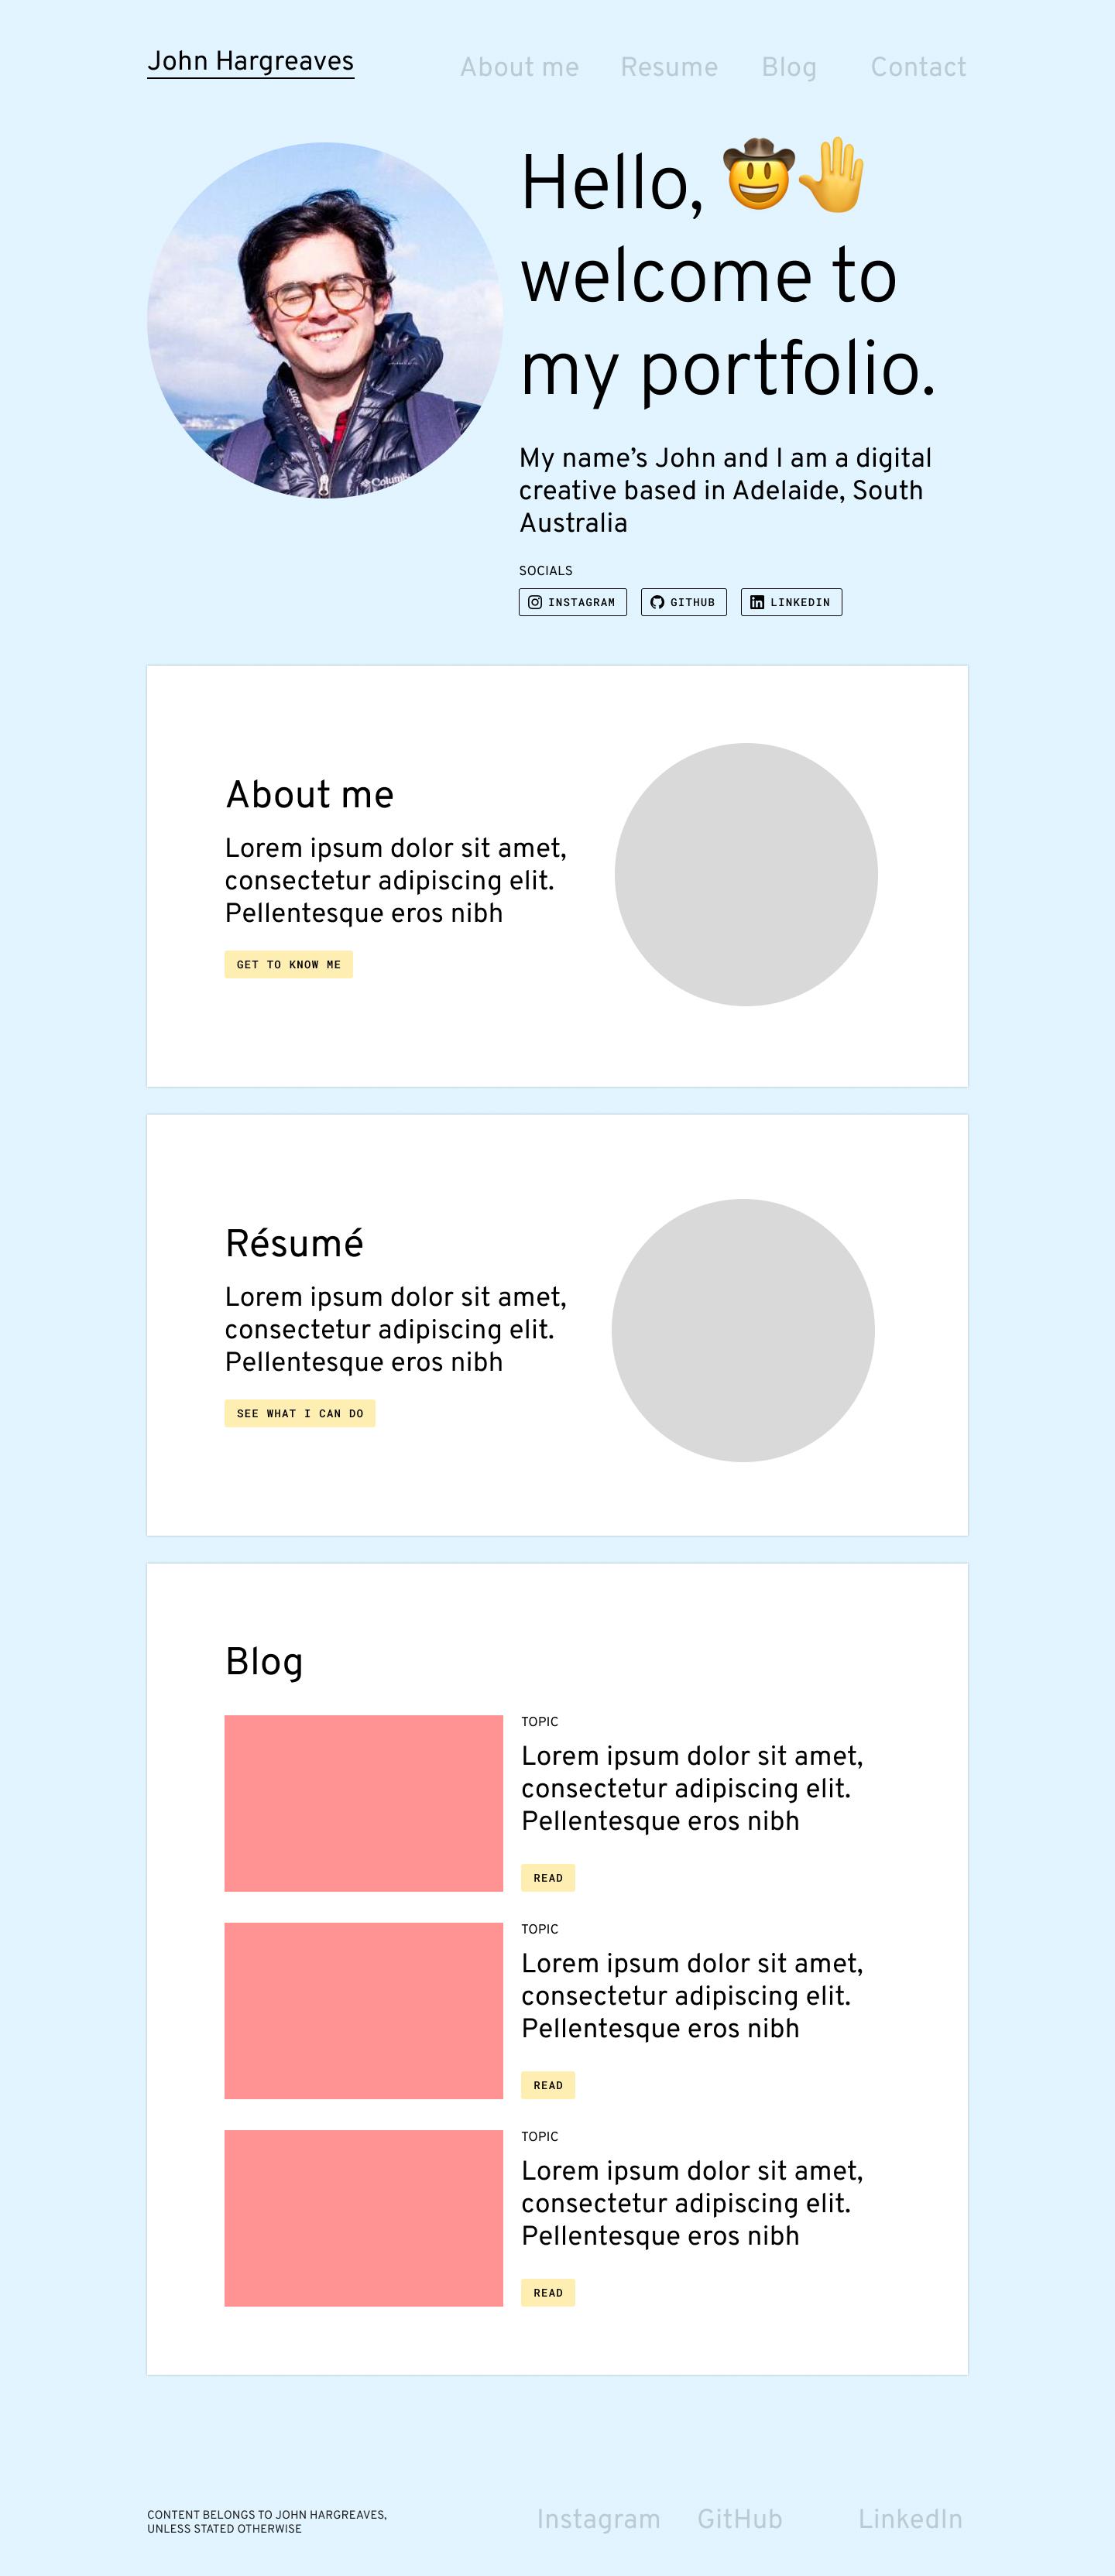 John Hargreaves
About me Resume Blog Contact
Hello, 🤠🤚
welcome to
my portfolio.
My name’s John and I am a digital
creative based in Adelaide, South
Australia
SOCIALS
INSTAGRAM GITHUB LINKEDIN
Columbia
About me
Lorem ipsum dolor sit amet,
consectetur adipiscing elit.
Pellentesque eros nibh
GET TO KNOW ME
Résumé
Lorem ipsum dolor sit amet,
consectetur adipiscing elit.
Pellentesque eros nibh
SEE WHAT I CAN DO
Blog
TOPIC
Lorem ipsum dolor sit amet,
consectetur adipiscing elit.
Pellentesque eros nibh
READ
TOPIC
Lorem ipsum dolor sit amet,
consectetur adipiscing elit.
Pellentesque eros nibh
READ
TOPIC
Lorem ipsum dolor sit amet,
consectetur adipiscing elit.
Pellentesque eros nibh
READ
CONTENT BELONGS TO JOHN HARGREAVES,
UNLESS STATED OTHERWISE
Instagram GitHub LinkedIn